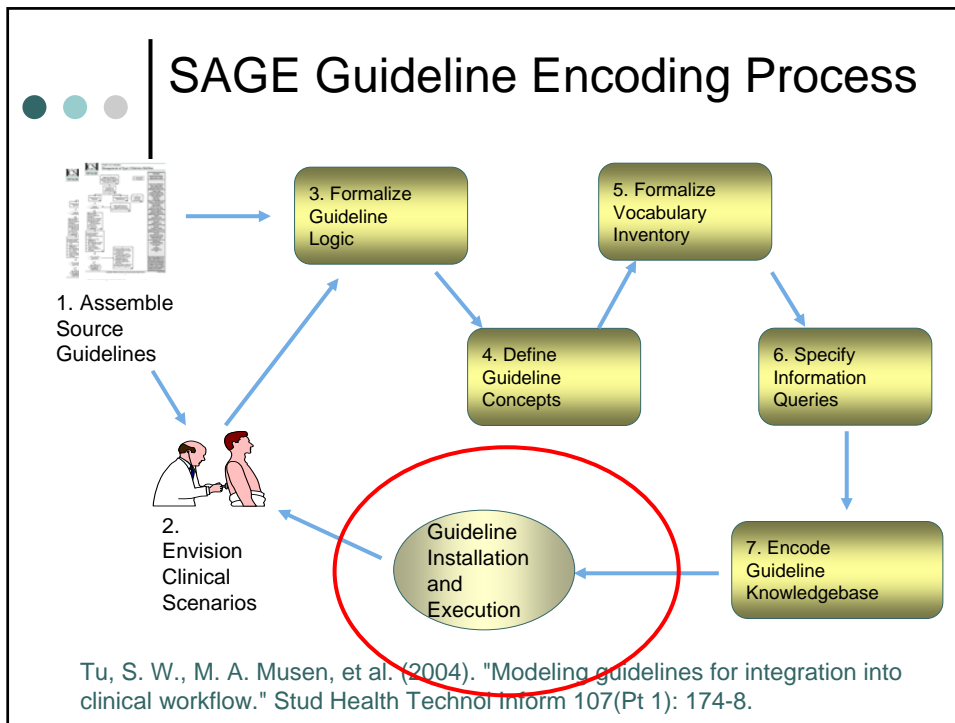 SAGE Guideline Encoding Process
1. Assemble
Source
Guidelines
2.
Envision
Clinical
Scenarios
3. Formalize
Guideline
Logic
4. Define
Guideline
Concepts
5. Formalize
Vocabulary
Inventory
6. Specify
Information
Queries
7. Encode
Guideline
Knowledgebase
Guideline
Installation
and
Execution
Tu, S. W., M. A. Musen, et al. (2004). "Modeling guidelines for integration into
clinical workflow." Stud Health Technol Inform 107(Pt 1): 174-8.